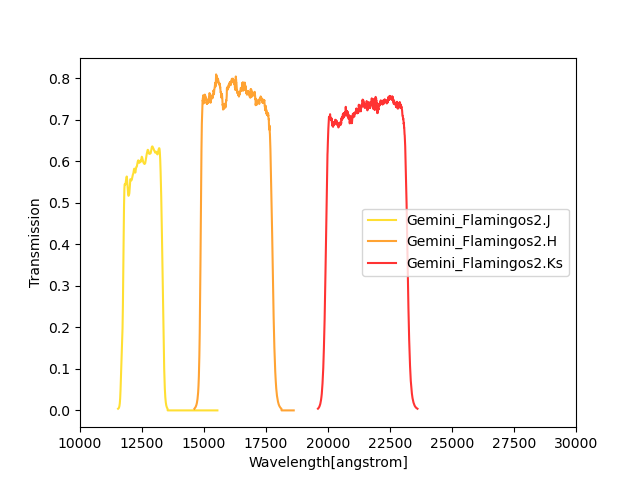 0.8
0.7
0.6
0.5
0.4
0.3
0.2
0.1
0.0
Transmission
Gemini_Flamingos2.J
Gemini_Flamingos2.H
Gemini_Flamingos2.Ks
10000 12500 15000 17500 20000 22500 25000 27500 30000
Wavelength[angstrom]